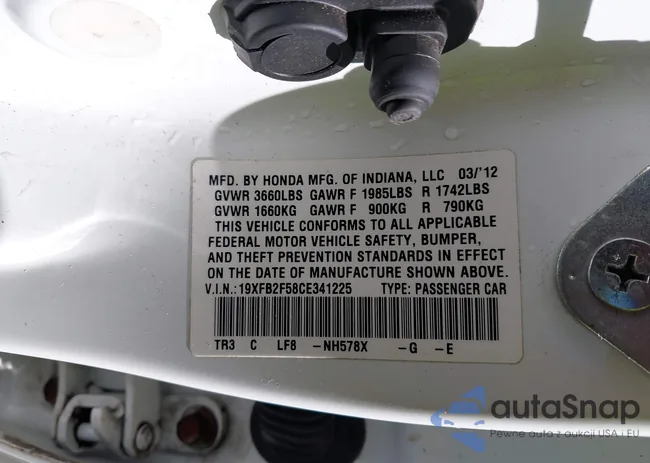 MFD. BY HONDA MFG. OF INDIANA, LLC 03/'12
GVWR 3660LBS GAWR F 1985LBS R 1742LBS
GVWR 1660KG GAWR F 900KG R 790KG
THIS VEHICLE CONFORMS TO ALL APPLICABLE
FEDERAL MOTOR VEHICLE SAFETY, BUMPER,
AND THEFT PREVENTION STANDARDS IN EFFECT
ON THE DATE OF MANUFACTURE SHOWN ABOVE.
V.I.N.: 19XFB2F58CE341225 TYPE: PASSENGER CAR
TR3 C LF8 -NH578X -G -E
autoSnap
Pewne auta z aukcji USA i EU